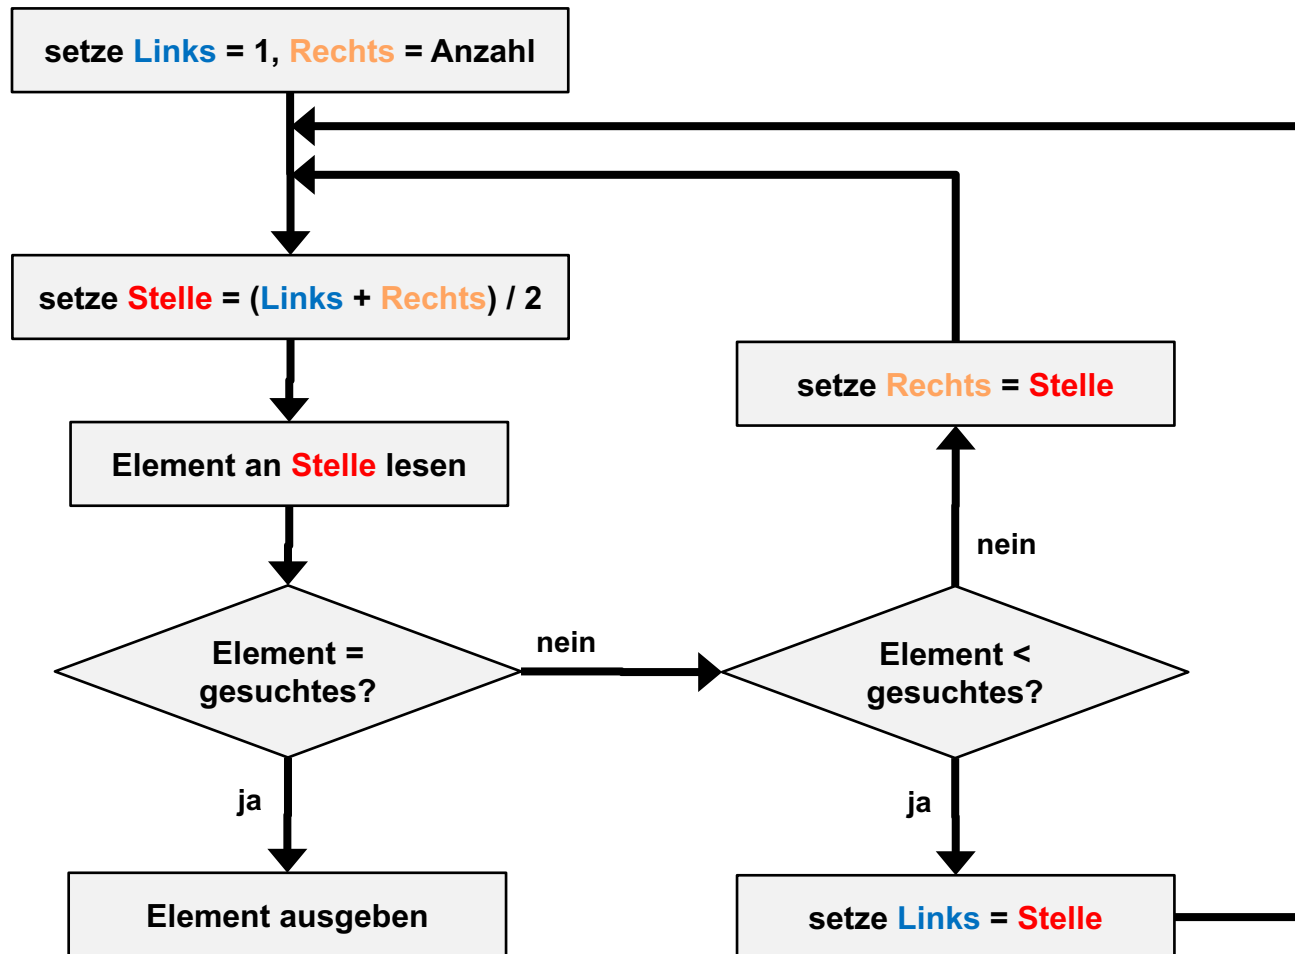 setze Links = 1, Rechts = Anzahl
setze Stelle = (Links + Rechts) / 2
setze Rechts = Stelle
Element an Stelle lesen
nein
nein
Element =
gesuchtes?
Element <
gesuchtes?
ja
ja
Element ausgeben
setze Links = Stelle